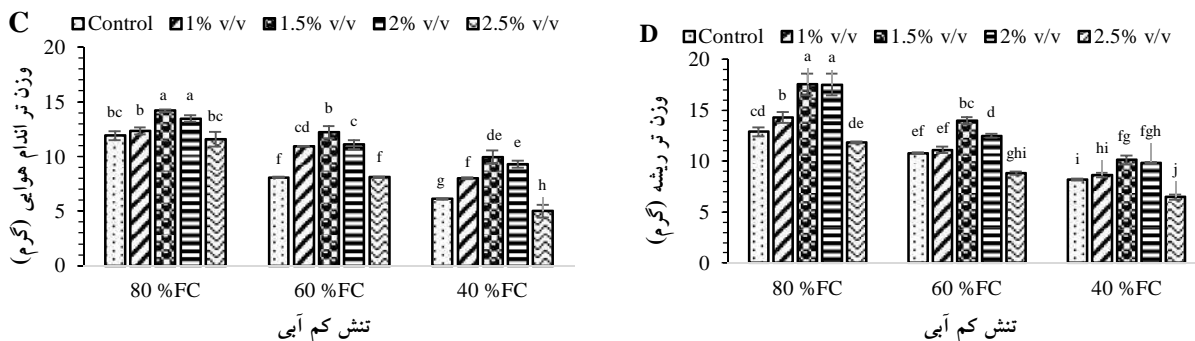 C
Control 1% v/v 1.5% v/v 2% v/v 2.5% v/v
وزن تر اندام هوایی (گرم)
20
15
10
5
0
bc b a a bc
f cd b c f
g f de e h
80 %FC 60 %FC 40 %FC
تنش کم آبی
D
Control 1% v/v 1.5% v/v 2% v/v 2.5% v/v
وزن تر ریشه (گرم)
20
15
10
5
0
cd b a a de
ef ef bc d ghi
i hi fg fgh j
80 %FC 60 %FC 40 %FC
تنش کم آبی